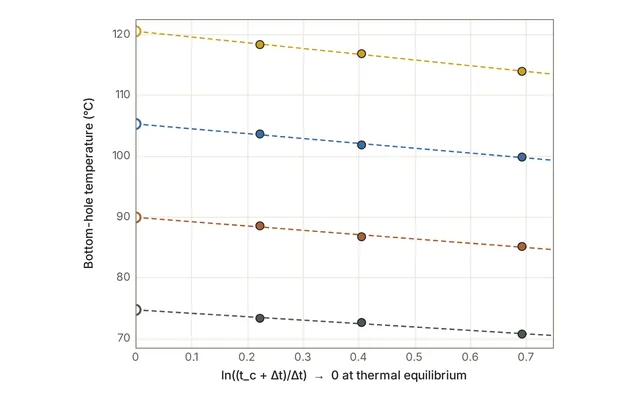 120
110
100
90
80
70
0 0.1 0.2 0.3 0.4 0.5 0.6 0.7
Bottom-hole temperature (°C)
ln((t_c + Δt)/Δt) → 0 at thermal equilibrium